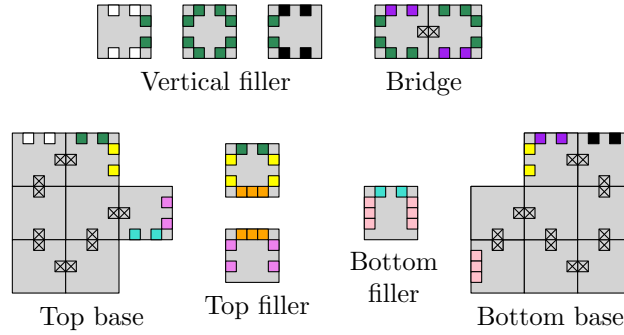 Vertical filler
Bridge
Top base
Top filler
Bottom
filler
Bottom base